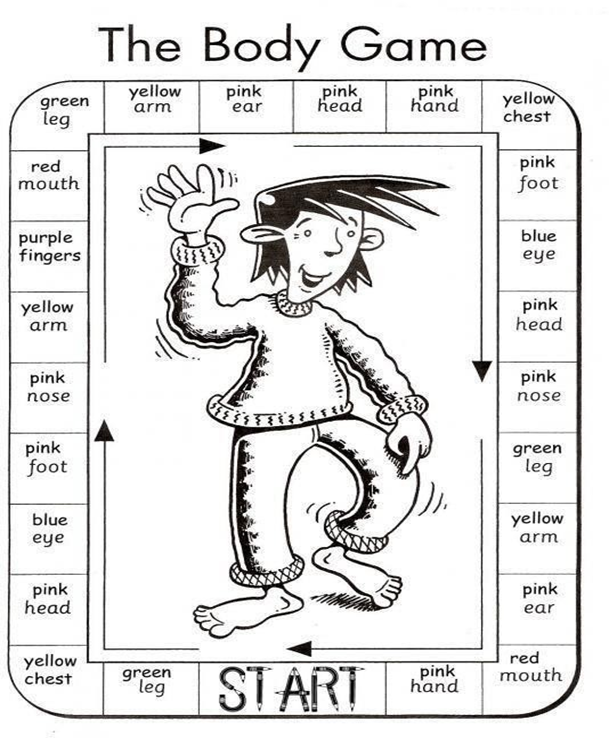 The Body Game
green
leg
yellow
arm
pink
ear
pink
head
pink
hand
yellow
chest
red
mouth
pink
foot
purple
fingers
blue
eye
yellow
arm
pink
head
pink
nose
pink
nose
pink
foot
green
leg
blue
eye
yellow
arm
pink
head
pink
ear
yellow
chest
green
leg
START
pink
hand
red
mouth